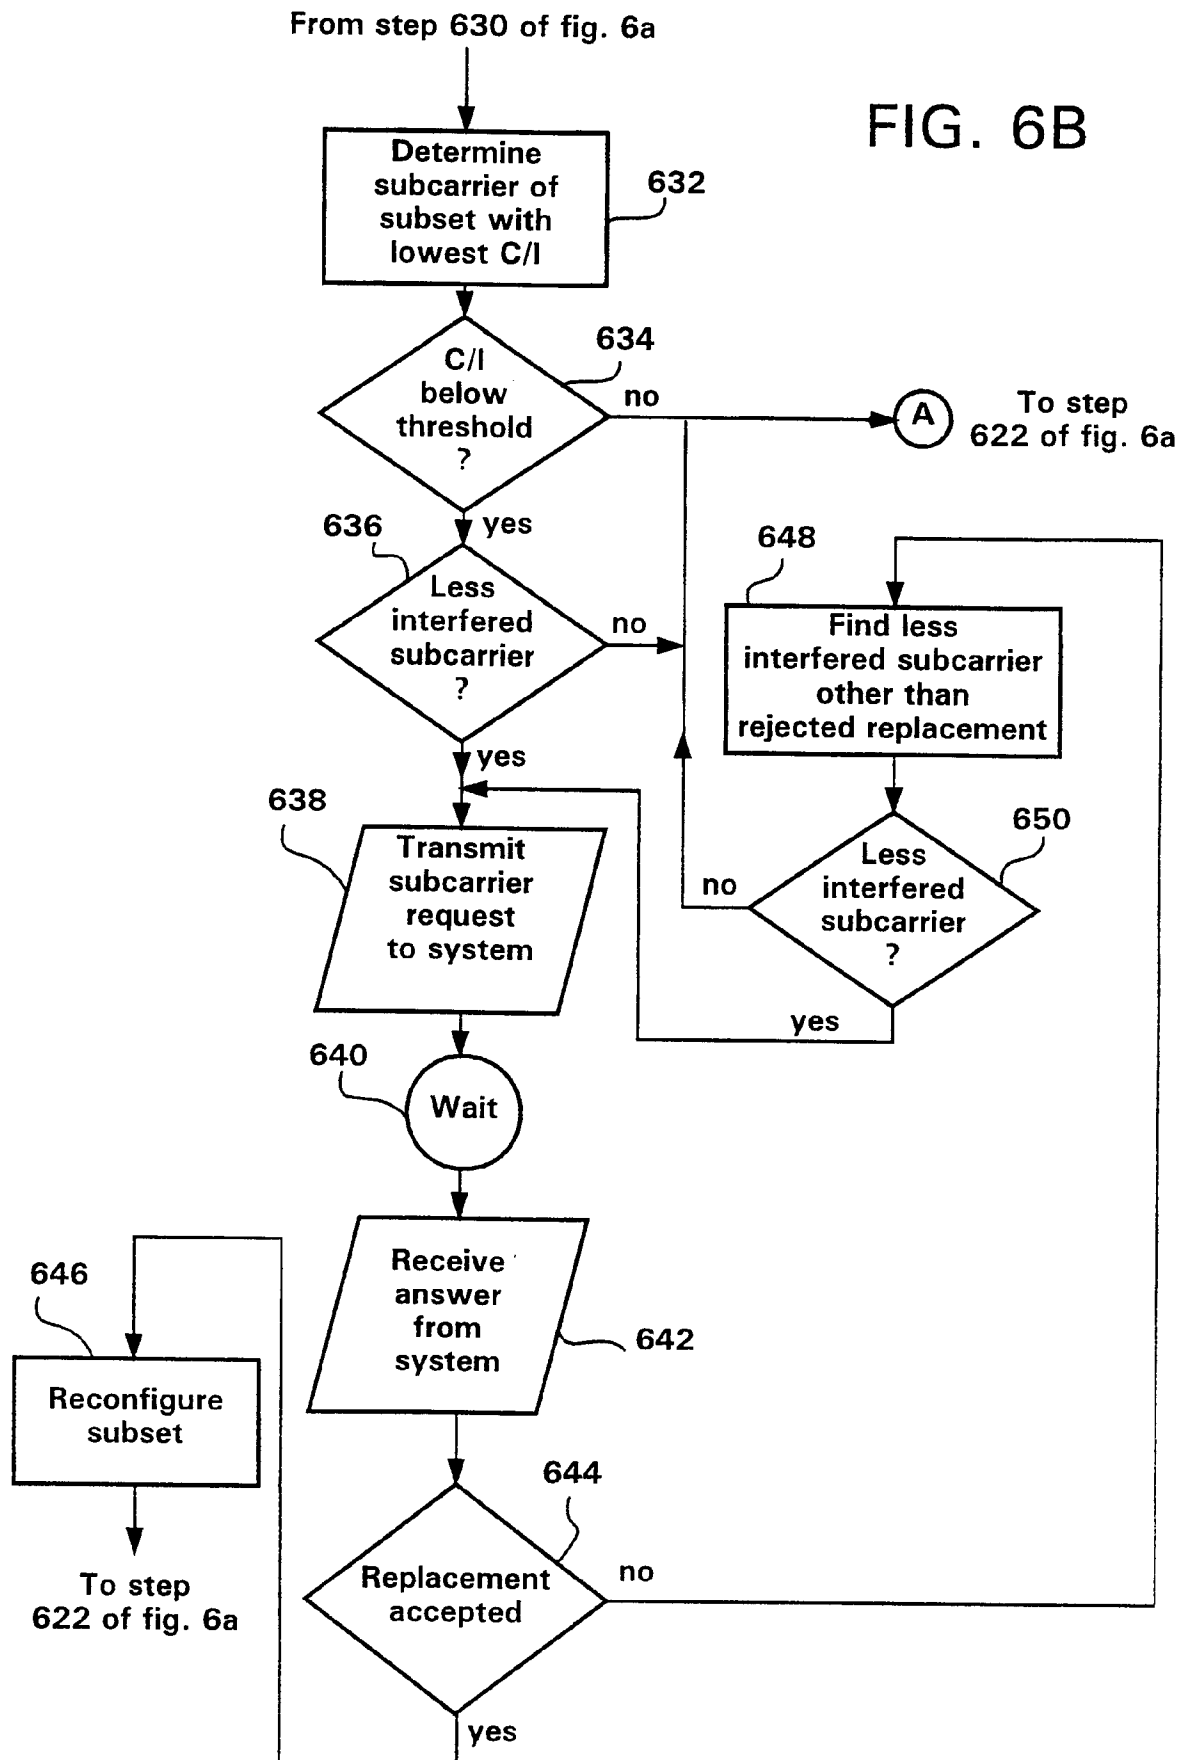 From step 630 of fig. 6a
FIG. 6B
Determine
subcarrier of
subset with
lowest C/I
632
C/I
below
threshold
?
634
no
A
To step
622 of fig. 6a
yes
636
Less
interfered
subcarrier
?
no
648
Find less
interfered subcarrier
other than
rejected replacement
yes
638
Transmit
subcarrier
request
to system
650
Less
interfered
subcarrier
?
no
yes
640
Wait
Receive
answer
from
system
642
646
Reconfigure
subset
To step
622 of fig. 6a
644
Replacement
accepted
no
yes